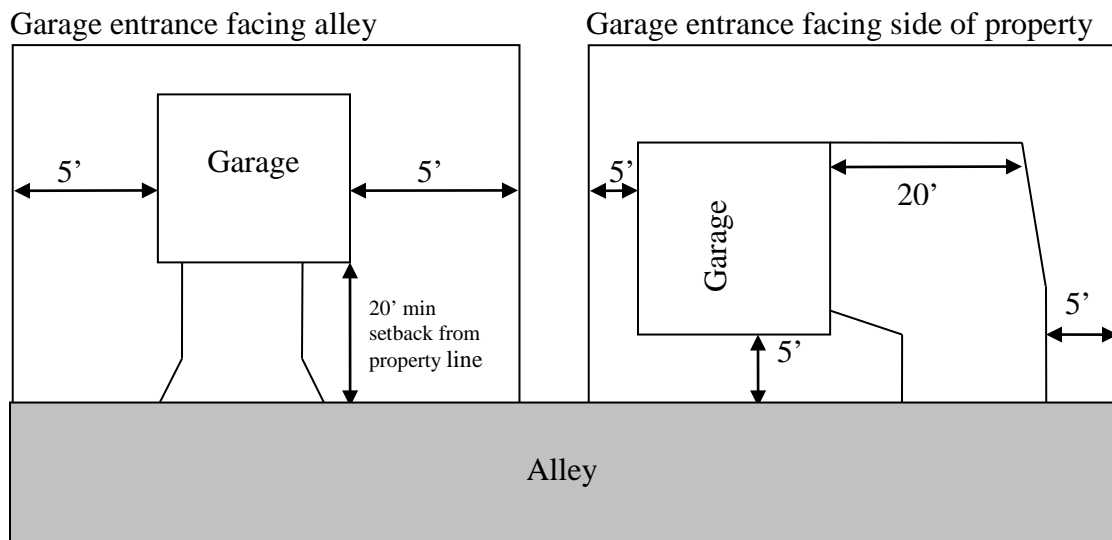 Garage entrance facing alley
5’
Garage
5’
20’ min
setback from
property line
Garage entrance facing side of property
5’
20’
Garage
5’
5’
Alley